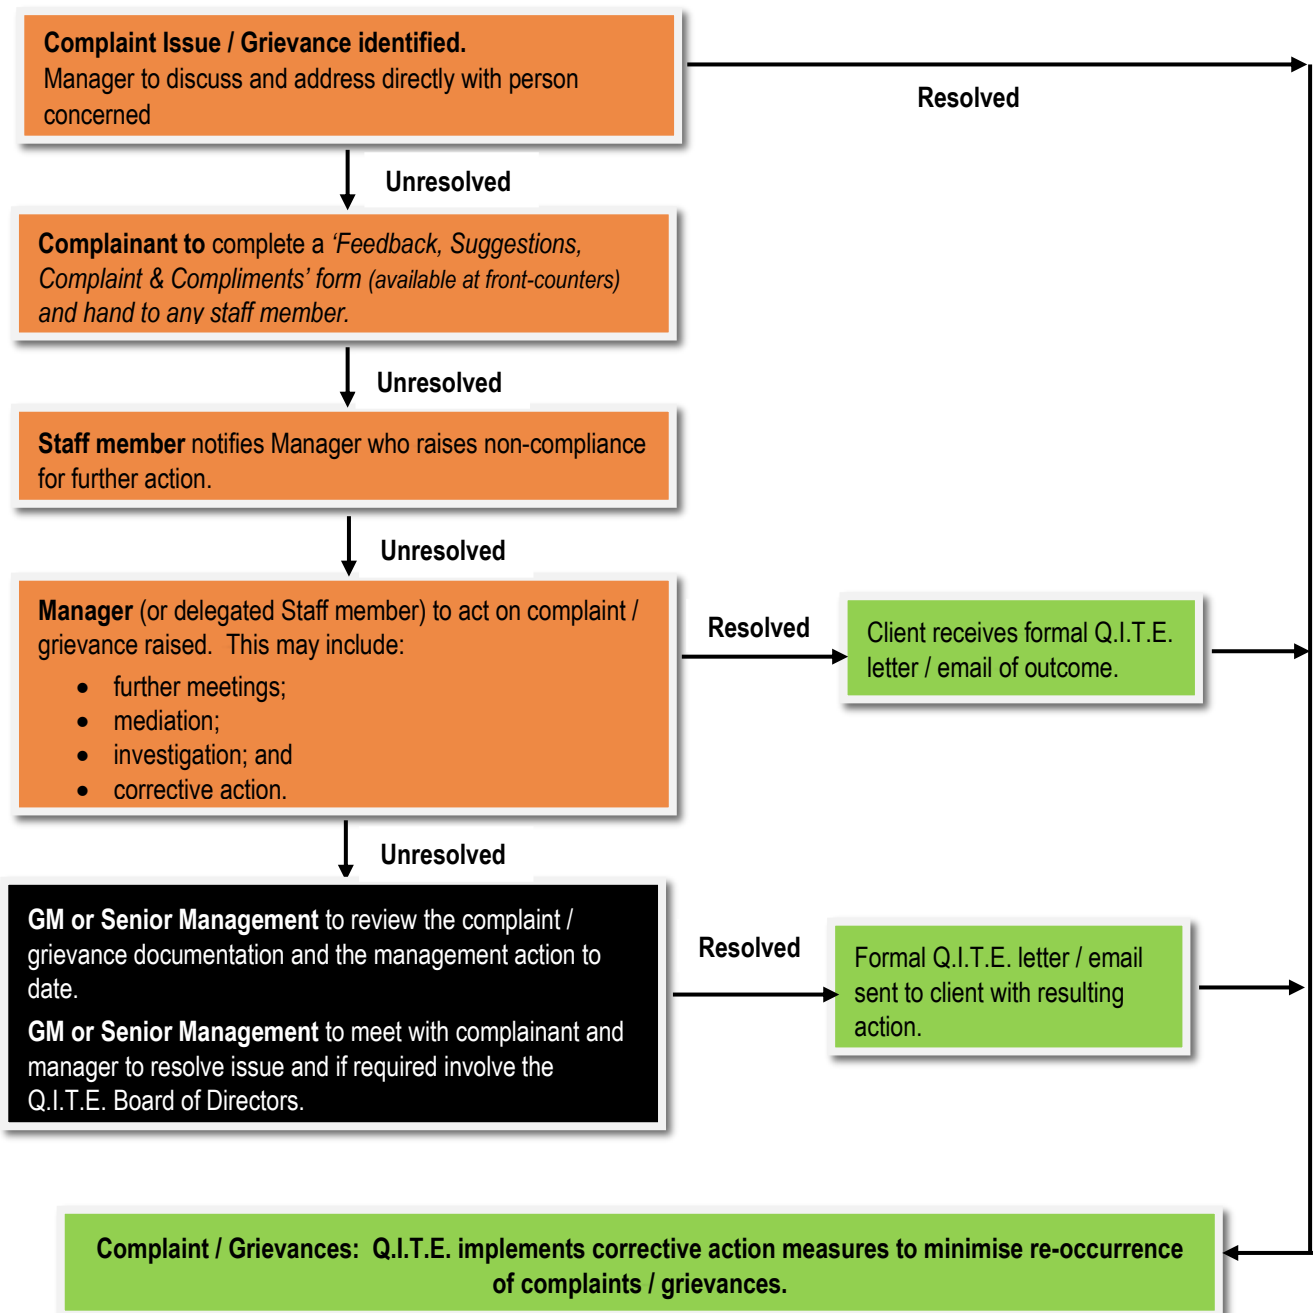 Complaint Issue / Grievance identified.
Manager to discuss and address directly with person
concerned
Resolved
Unresolved
Complainant to complete a ‘Feedback, Suggestions,
Complaint & Compliments’ form (available at front-counters)
and hand to any staff member.
Unresolved
Staff member notifies Manager who raises non-compliance
for further action.
Unresolved
Manager (or delegated Staff member) to act on complaint /
grievance raised.  This may include:
• further meetings;
• mediation;
• investigation; and
• corrective action.
Resolved
Client receives formal Q.I.T.E.
letter / email of outcome.
Unresolved
GM or Senior Management to review the complaint /
grievance documentation and the management action to
date.
GM or Senior Management to meet with complainant and
manager to resolve issue and if required involve the
Q.I.T.E. Board of Directors.
Resolved
Formal Q.I.T.E. letter / email
sent to client with resulting
action.
Complaint / Grievances:  Q.I.T.E. implements corrective action measures to minimise re-occurrence
of complaints / grievances.